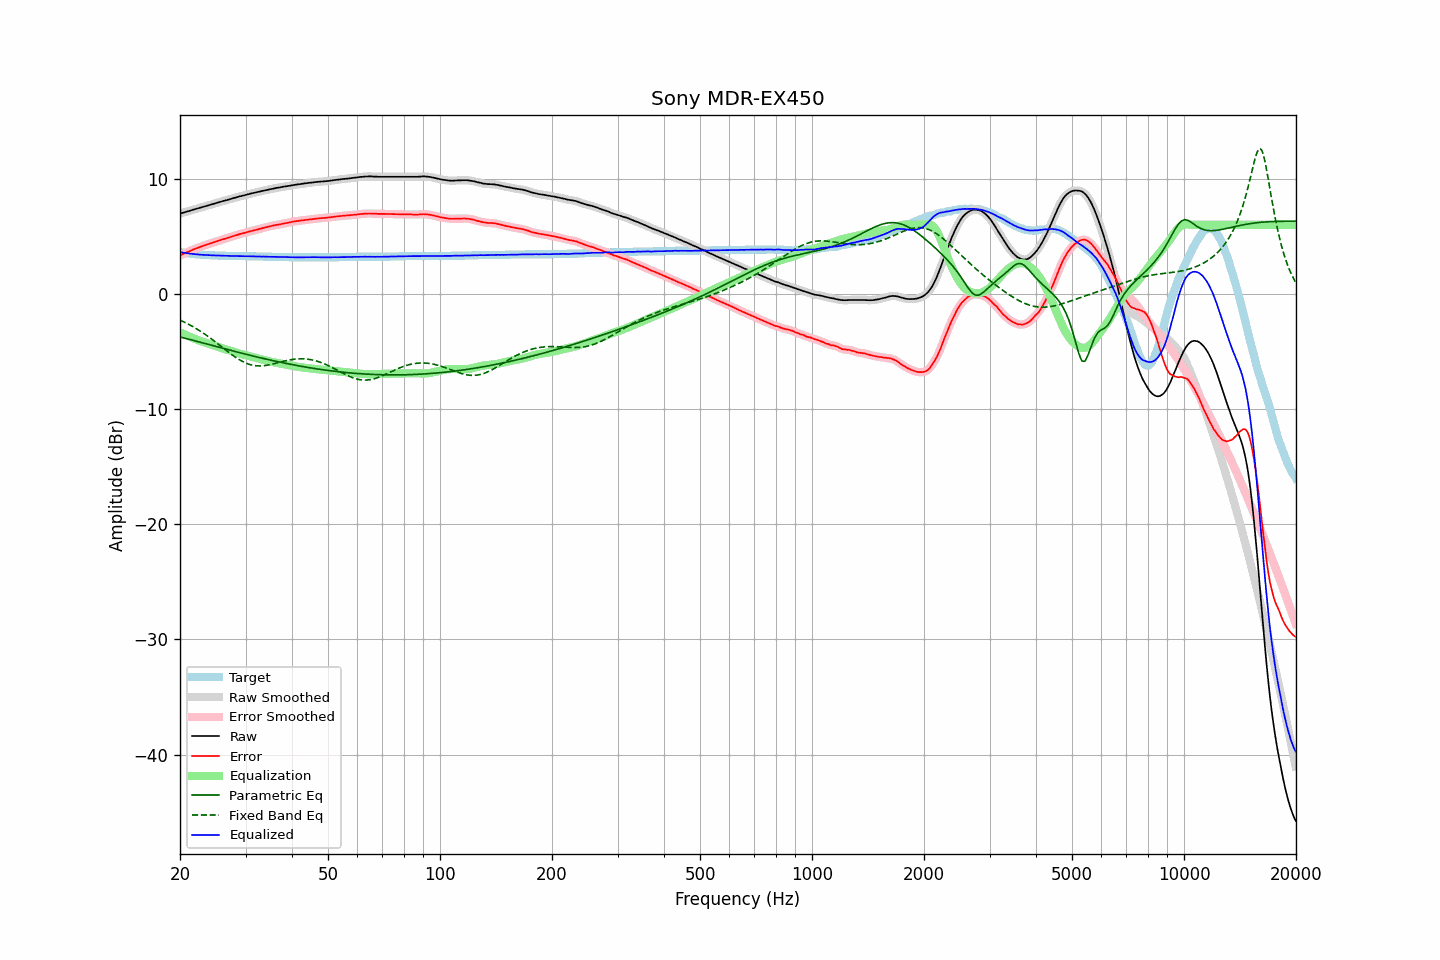 Sony MDR-EX450
Amplitude (dBr)
10
0
−10
−20
−30
−40
Target
Raw Smoothed
Error Smoothed
Raw
Error
Equalization
Parametric Eq
Fixed Band Eq
Equalized
20
50
100
200
500
1000
2000
5000
10000
20000
Frequency (Hz)